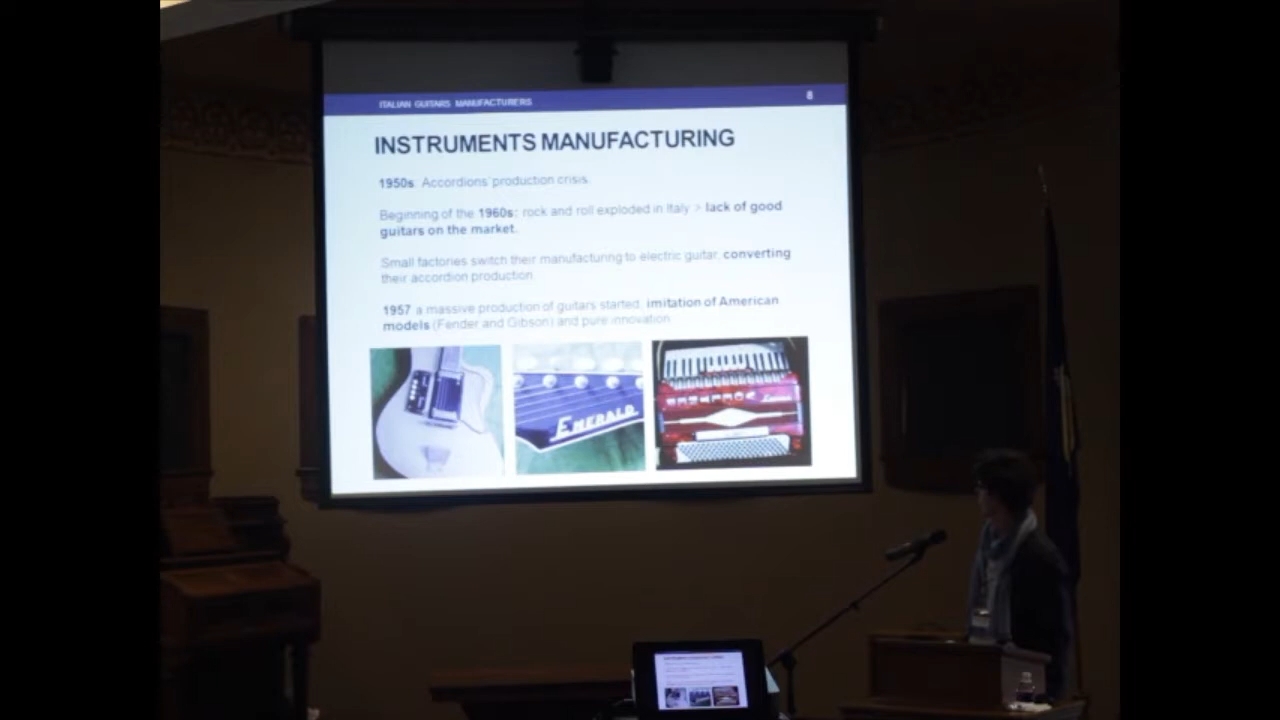 ITALIAN GUITARS MANUFACTURERS 8
INSTRUMENTS MANUFACTURING
1950s: Accordions' production crisis.
Beginning of the 1960s: rock and roll exploded in Italy > lack of good
guitars on the market.
Small factories switch their manufacturing to electric guitar, converting
their accordion production.
1957 a massive production of guitars started: imitation of American
models (Fender and Gibson) and pure innovation
EMERALD